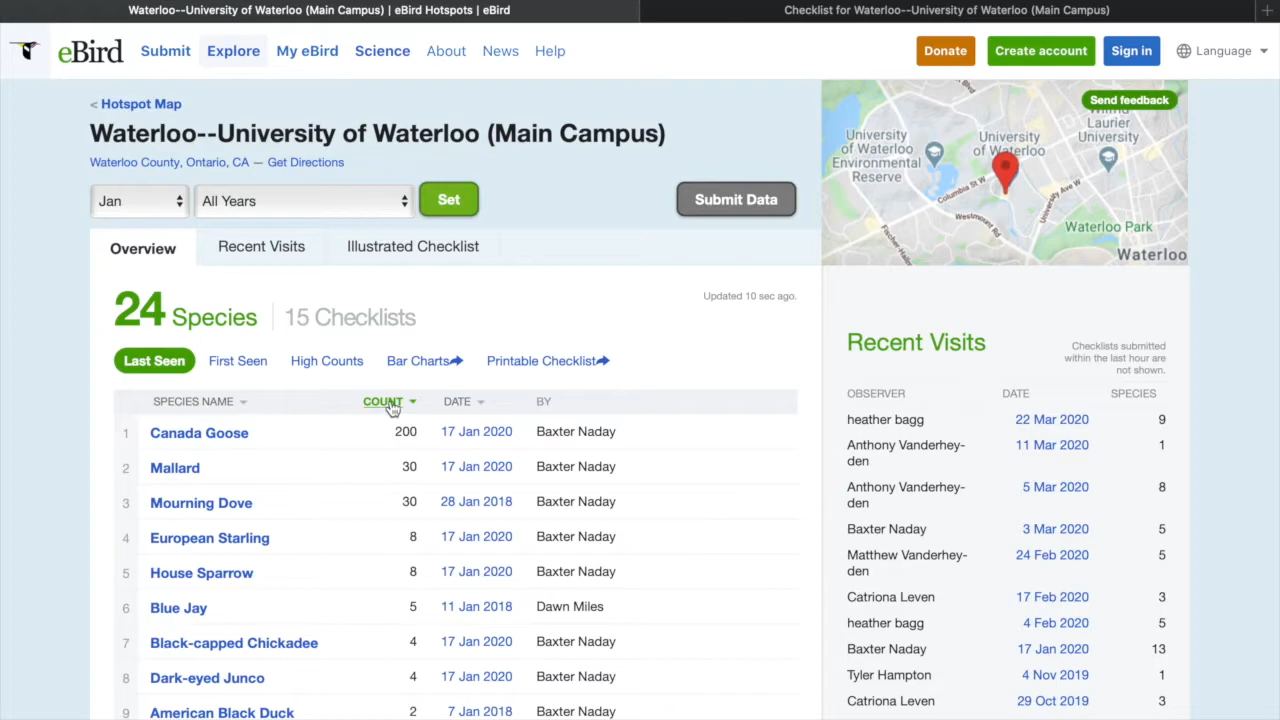 Waterloo--University of Waterloo (Main Campus) | eBird Hotspots | eBird
Checklist for Waterloo--University of Waterloo (Main Campus)
eBird Submit Explore My eBird Science About News Help Donate Create account Sign in Language
< Hotspot Map
Waterloo--University of Waterloo (Main Campus)
Waterloo County, Ontario, CA — Get Directions
Jan All Years Set Submit Data
Overview Recent Visits Illustrated Checklist
24 Species 15 Checklists
Updated 10 sec ago.
Last Seen First Seen High Counts Bar Charts Printable Checklist
SPECIES NAME COUNT DATE BY
1 Canada Goose 200 17 Jan 2020 Baxter Naday
2 Mallard 30 17 Jan 2020 Baxter Naday
3 Mourning Dove 30 28 Jan 2018 Baxter Naday
4 European Starling 8 17 Jan 2020 Baxter Naday
5 House Sparrow 8 17 Jan 2020 Baxter Naday
6 Blue Jay 5 11 Jan 2018 Dawn Miles
7 Black-capped Chickadee 4 17 Jan 2020 Baxter Naday
8 Dark-eyed Junco 4 17 Jan 2020 Baxter Naday
9 American Black Duck 2 7 Jan 2018 Baxter Naday
Send feedback
Laurier
University
University
of Waterloo
Environmental
Reserve
University
of Waterloo
Columbia St W
University Ave W
Westmount Rd
Fischer-Hallm
Waterloo Park
Waterloo
Recent Visits
Checklists submitted
within the last hour are
not shown.
OBSERVER DATE SPECIES
heather bagg 22 Mar 2020 9
Anthony Vanderhey- 11 Mar 2020 1
den
Anthony Vanderhey- 5 Mar 2020 8
den
Baxter Naday 3 Mar 2020 5
Matthew Vanderhey- 24 Feb 2020 5
den
Catriona Leven 17 Feb 2020 3
heather bagg 4 Feb 2020 5
Baxter Naday 17 Jan 2020 13
Tyler Hampton 4 Nov 2019 1
Catriona Leven 29 Oct 2019 3